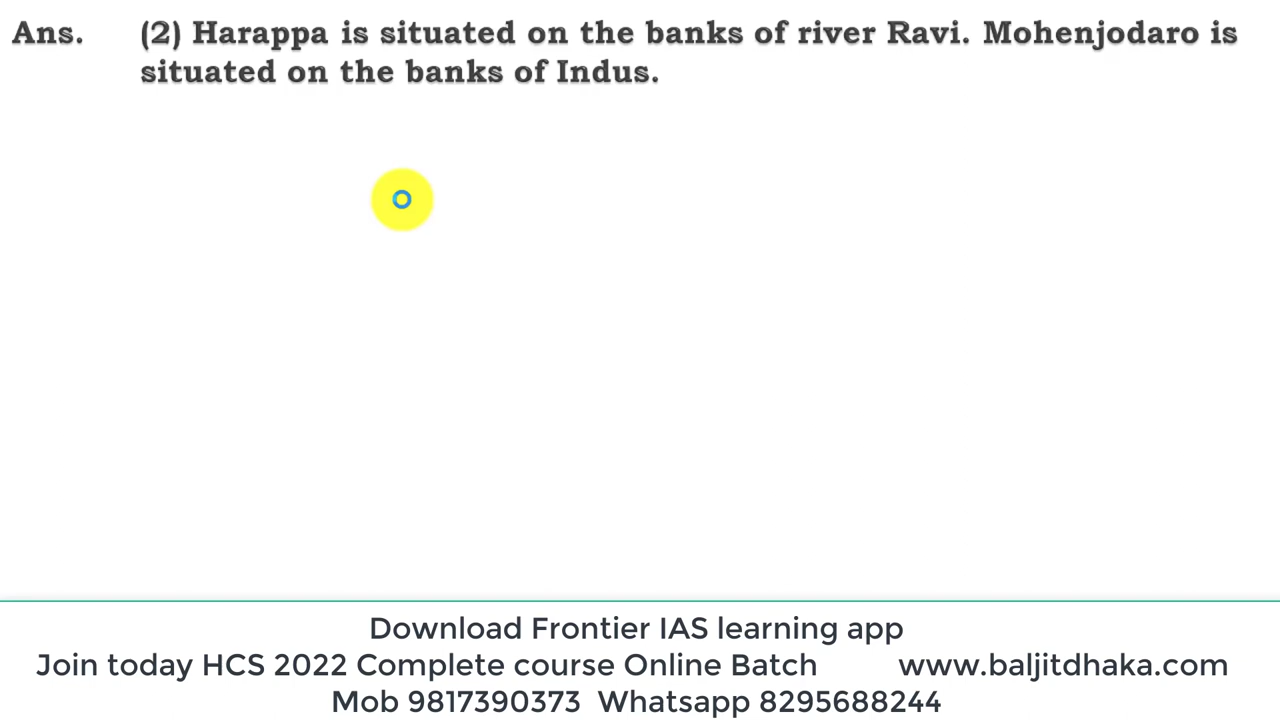 Ans. (2) Harappa is situated on the banks of river Ravi. Mohenjodaro is
situated on the banks of Indus.
Download Frontier IAS learning app
Join today HCS 2022 Complete course Online Batch www.baljitdhaka.com
Mob 9817390373 Whatsapp 8295688244